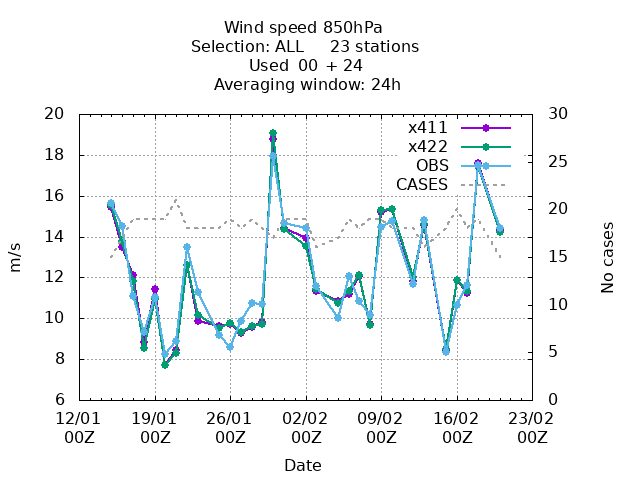 Wind speed 850hPa
Selection: ALL     23 stations
Used  00  + 24
Averaging window: 24h
20
18
16
14
12
10
8
6
m/s
30
25
20
15
10
5
0
No cases
x411
x422
OBS
CASES
12/01 19/01 26/01 02/02 09/02 16/02 23/02
00Z 00Z 00Z 00Z 00Z 00Z 00Z
Date